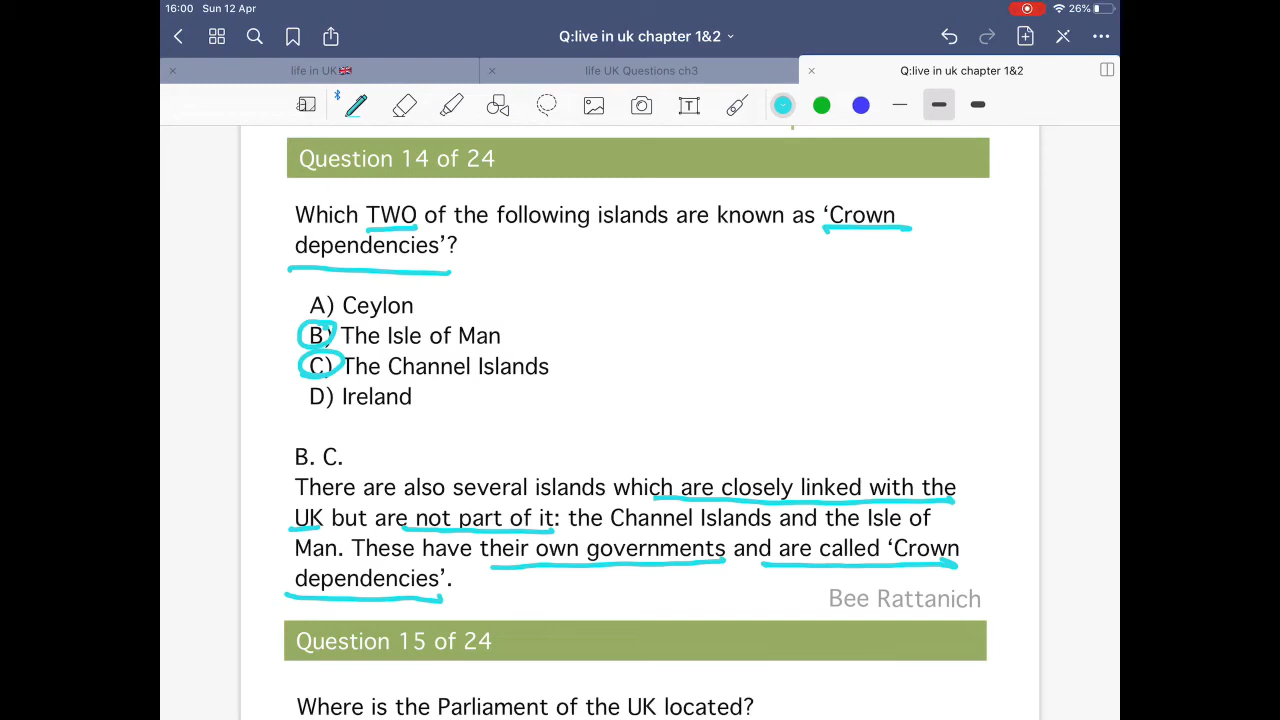 16:00 Sun 12 Apr 26%
Q:live in uk chapter 1&2
life in UK🇬🇧 life UK Questions ch3 Q:live in uk chapter 1&2
T
Question 14 of 24
Which TWO of the following islands are known as ‘Crown
dependencies’?
A) Ceylon
B) The Isle of Man
C) The Channel Islands
D) Ireland
B. C.
There are also several islands which are closely linked with the
UK but are not part of it: the Channel Islands and the Isle of
Man. These have their own governments and are called ‘Crown
dependencies’.
Bee Rattanich
Question 15 of 24
Where is the Parliament of the UK located?